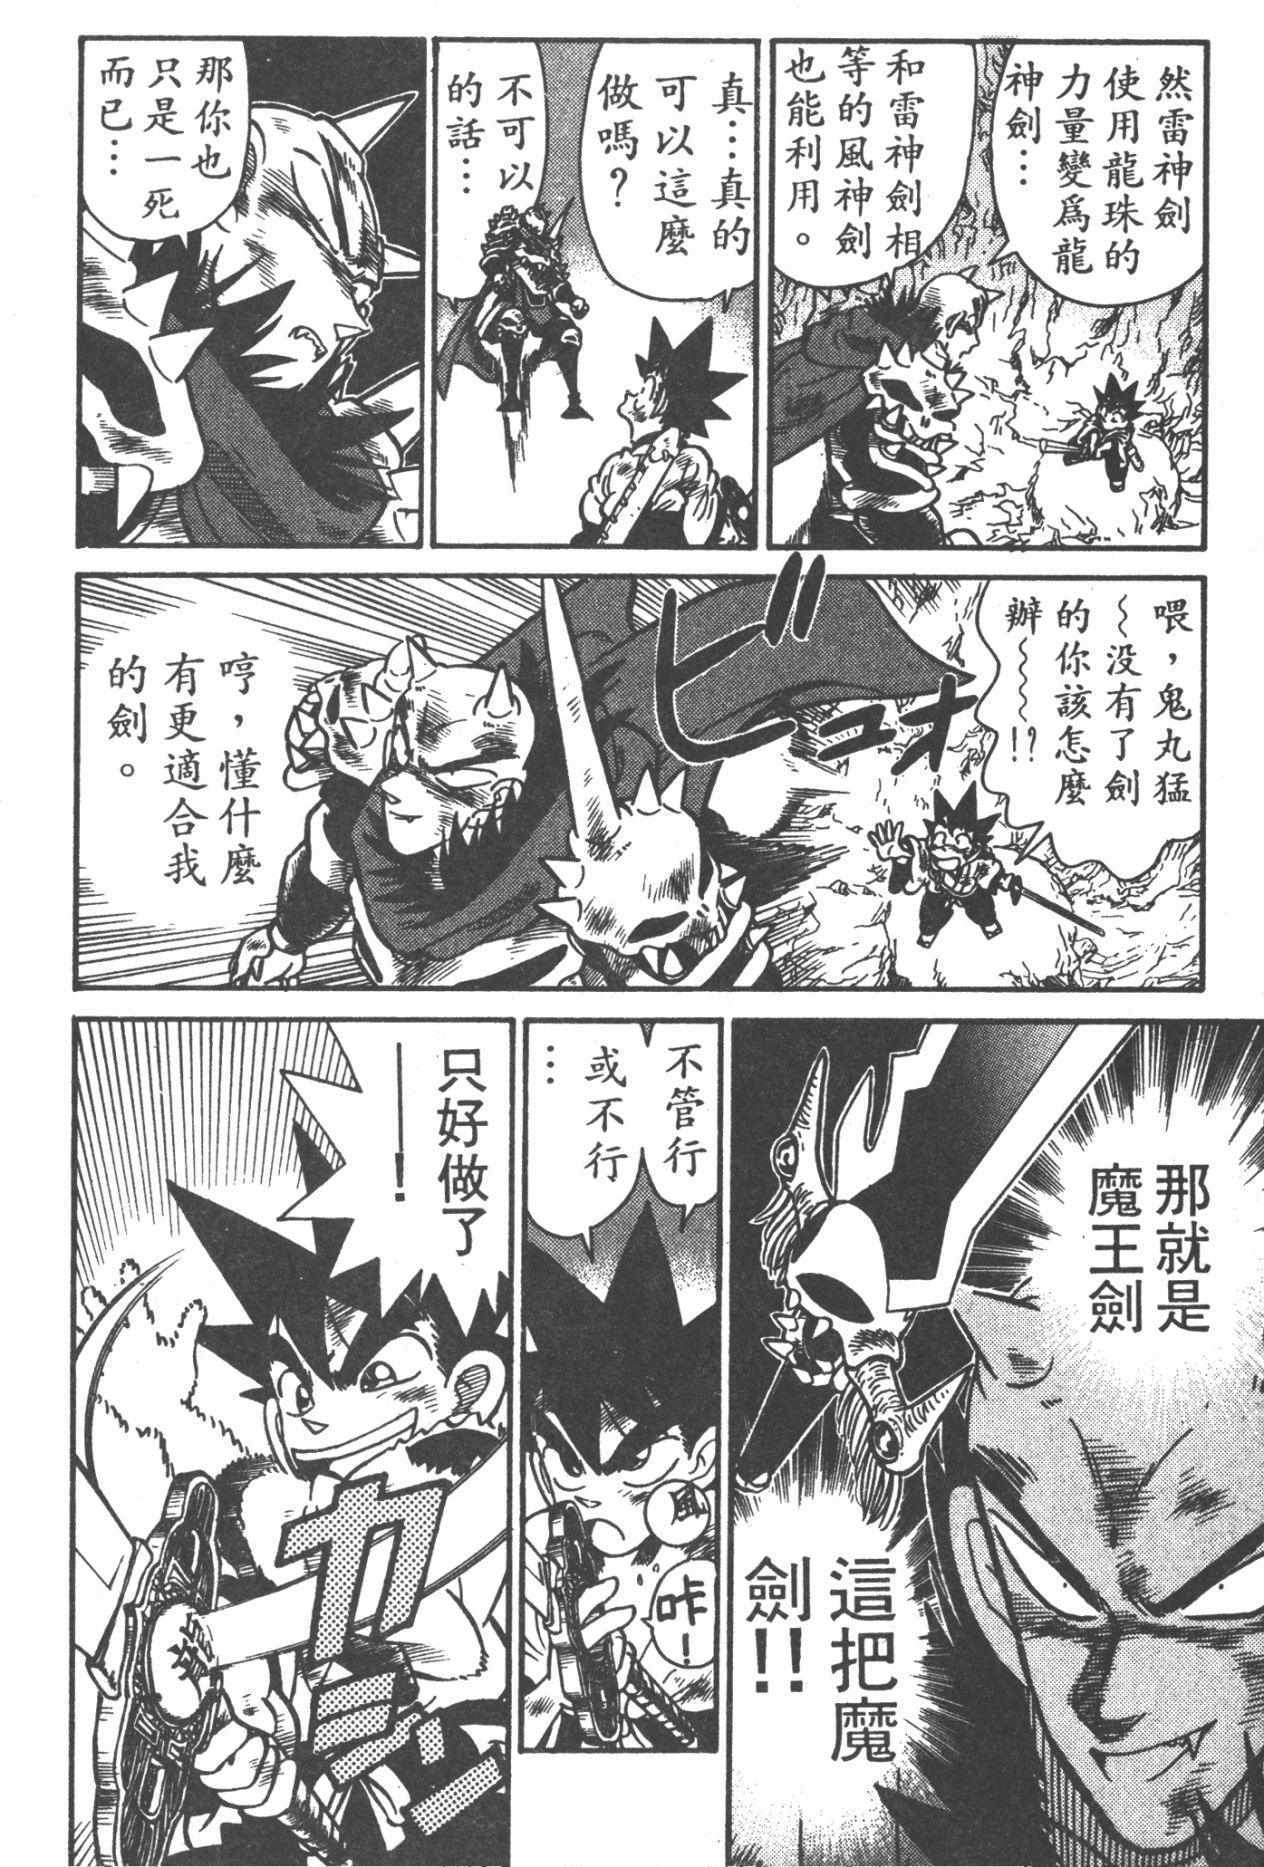 然雷神劍
使用龍珠的
力量變爲龍
神劍⋯
和雷神劍相
等的風神劍
也能利用。
真⋯真的
可以這麼
做嗎？
不可以
的話⋯
那你也
只是一死
而已⋯
喂，鬼丸猛
～没有了劍
的你該怎麼
辦～～～!?
ビュオ
哼，懂什麼
有更適合我
的劍。
那就是
魔王劍
這把魔
劍!!
不管行
或不行
⋯
風
咔!
只好做了
——!
カミーン